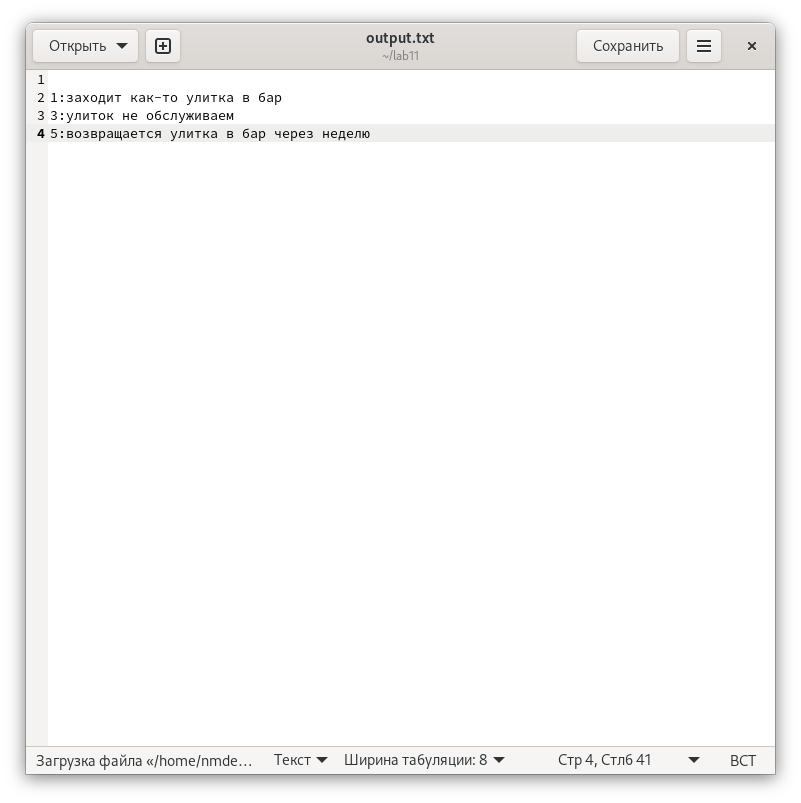 Открыть
output.txt
~/lab11
Сохранить
1
2 1:заходит как-то улитка в бар
3 3:улиток не обслуживаем
4 5:возвращается улитка в бар через неделю
Загрузка файла «/home/nmde… Текст Ширина табуляции: 8 Стр 4, Стлб 41 ВСТ